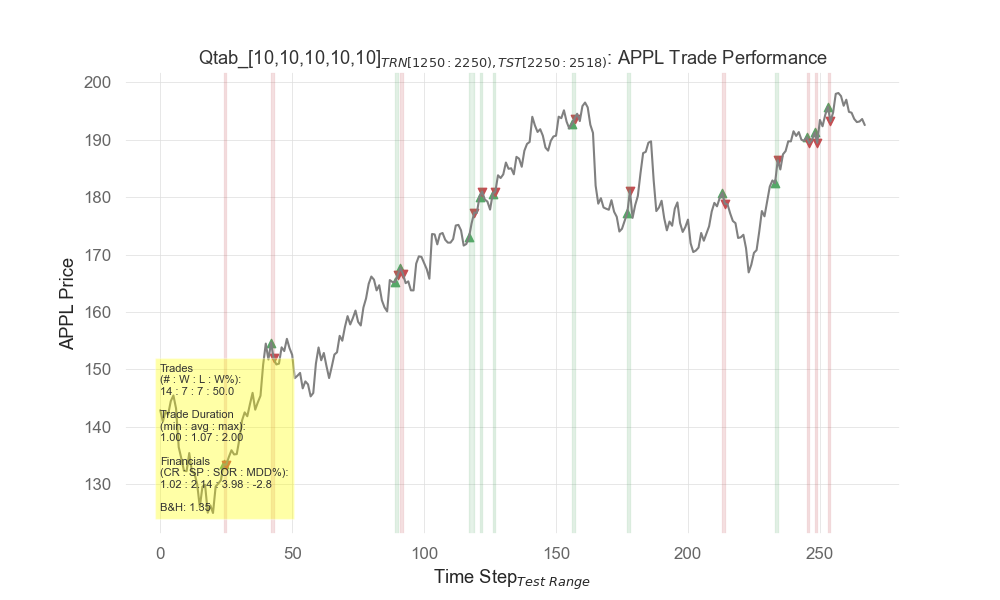 Qtab_[10,10,10,10,10]TRN[1250:2250),TST[2250:2518): APPL Trade Performance
200
190
180
170
160
150
140
130
APPL Price
Trades
(# : W : L : W%):
14 : 7 : 7 : 50.0
Trade Duration
(min : avg : max):
1.00 : 1.07 : 2.00
Financials
(CR : SP : SOR : MDD%):
1.02 : 2.14 : 3.98 : -2.8
B&H: 1.35
0 50 100 150 200 250
Time Step Test Range